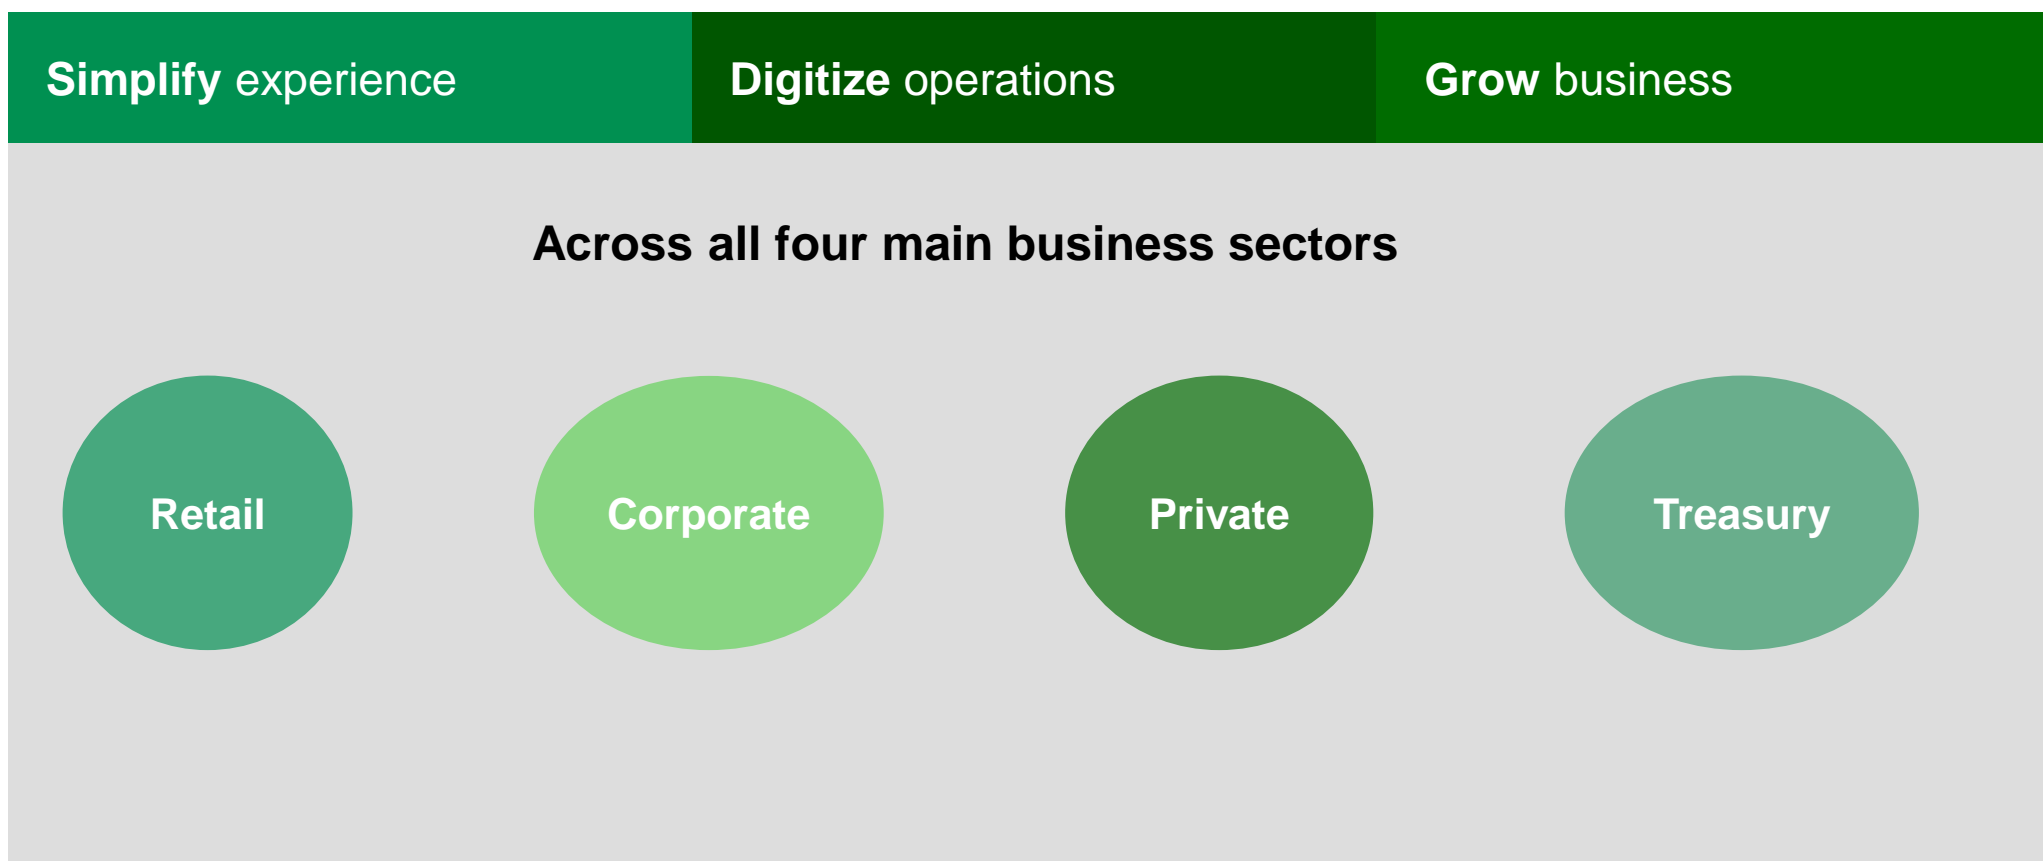 Simplify experience
Digitize operations
Grow business
Across all four main business sectors
Retail
Corporate
Private
Treasury